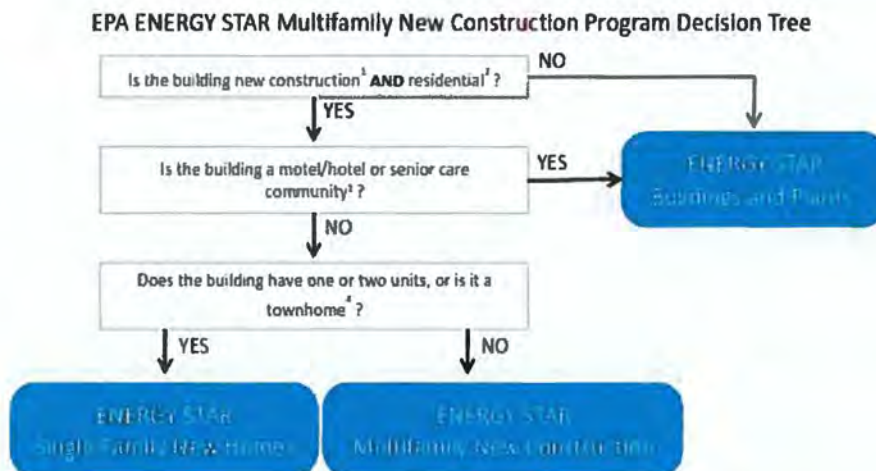 EPA ENERGY STAR Multifamily New Construction Program Decision Tree
Is the building new construction¹ AND residential²?
NO
YES
Is the building a motel/hotel or senior care
community³?
YES
ENERGY STAR
Buildings and Plants
NO
Does the building have one or two units, or is it a
townhome⁴?
YES
NO
ENERGY STAR
Single Family New Homes
ENERGY STAR
Multifamily New Construction